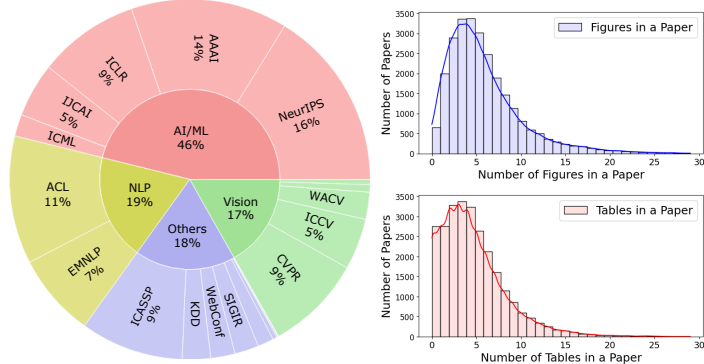 AAAI
14%
ICLR
9%
IJCAI
5%
ICML
NeurIPS
16%
AI/ML
46%
ACL
11%
NLP
19%
Vision
17%
Others
18%
WACV
ICCV
5%
CVPR
9%
EMNLP
7%
ICASSP
9%
KDD
WebConf
SIGIR
Number of Papers
3500
3000
2500
2000
1500
1000
500
0
Figures in a Paper
0 5 10 15 20 25 30
Number of Figures in a Paper
Number of Papers
3500
3000
2500
2000
1500
1000
500
0
Tables in a Paper
0 5 10 15 20 25 30
Number of Tables in a Paper